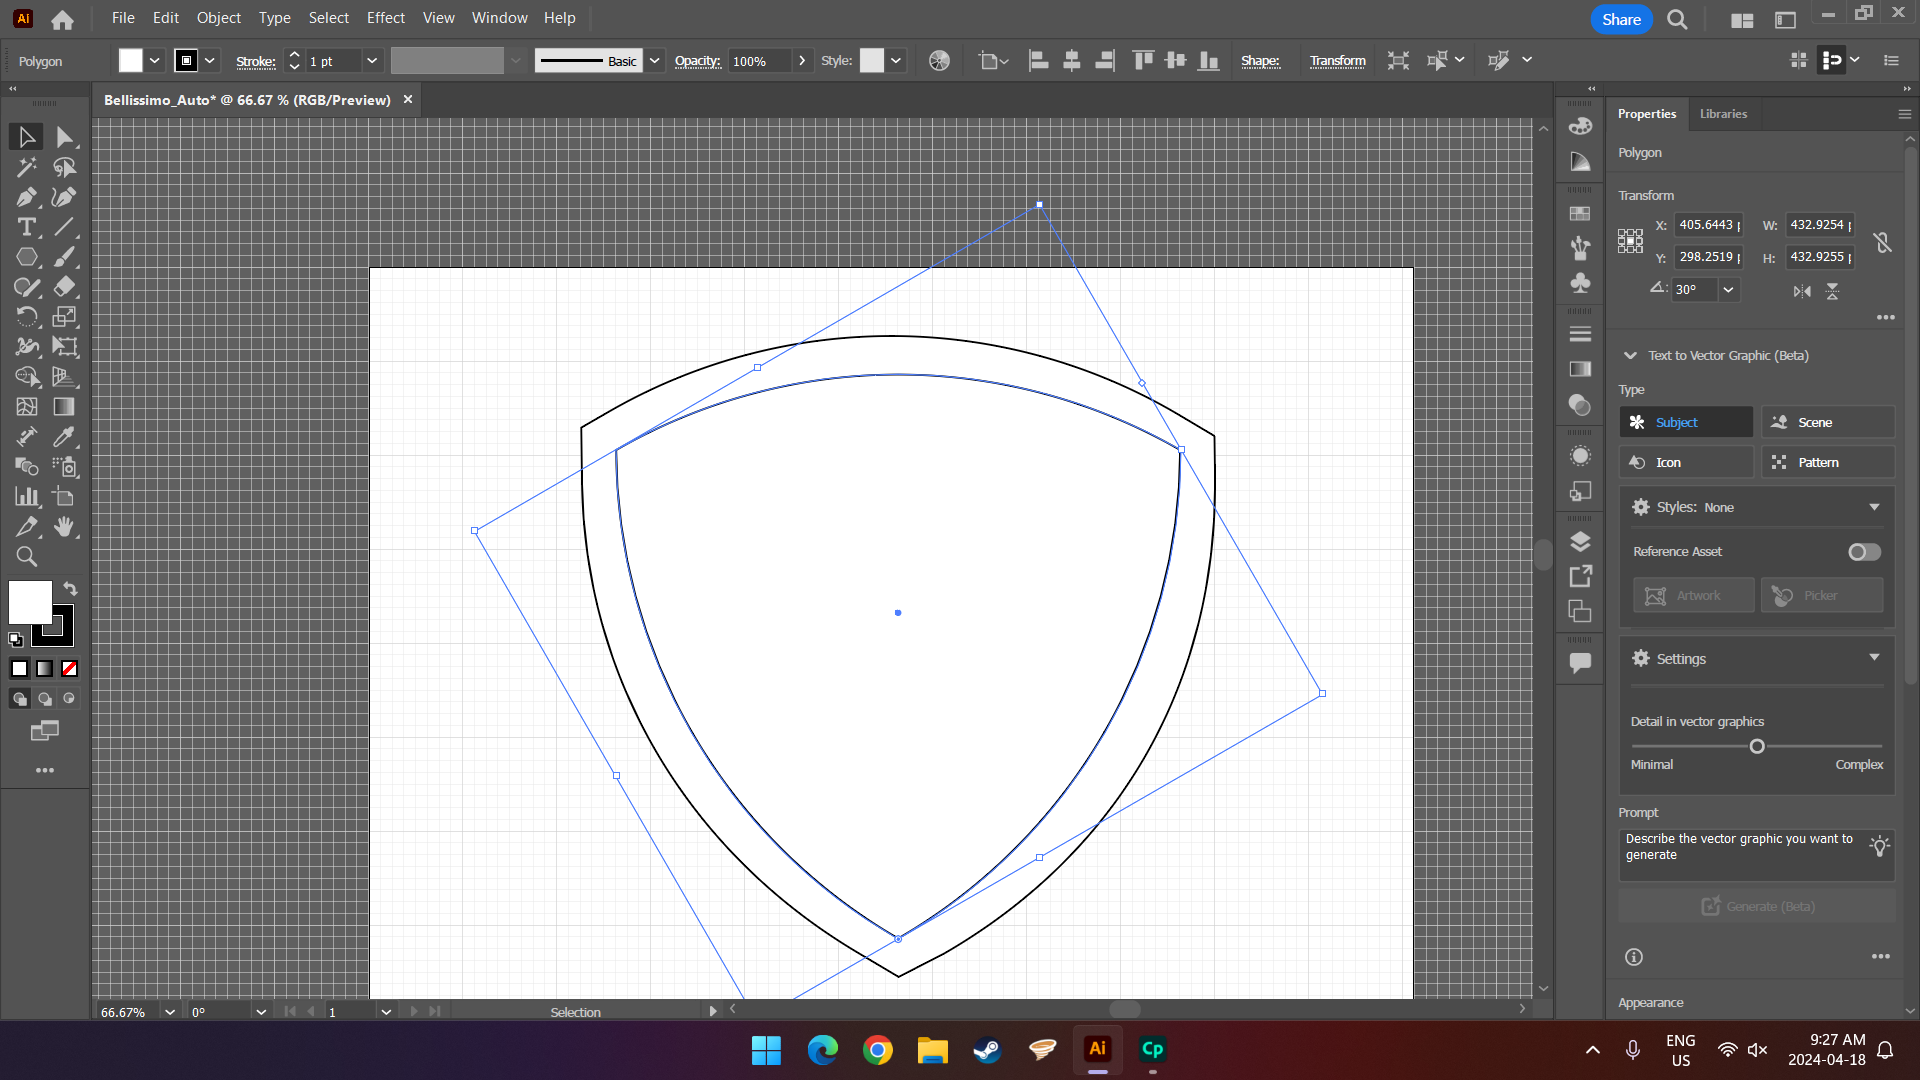 Ai File Edit Object Type Select Effect View Window Help Share
Polygon Stroke: 1 pt Basic Opacity: 100% Style: Shape: Transform
Bellissimo_Auto* @ 66.67 % (RGB/Preview) ×
Properties Libraries
Polygon
Transform
X: 405.6443 W: 432.9254
Y: 298.2519 H: 432.9255
30°
Text to Vector Graphic (Beta)
Type
Subject Scene
Icon Pattern
Styles: None
Reference Asset
Artwork Picker
Settings
Detail in vector graphics
Minimal Complex
Prompt
Describe the vector graphic you want to
generate
Generate (Beta)
Appearance
66.67% 0° 1 Selection
Ai Cp
ENG
US
9:27 AM
2024-04-18